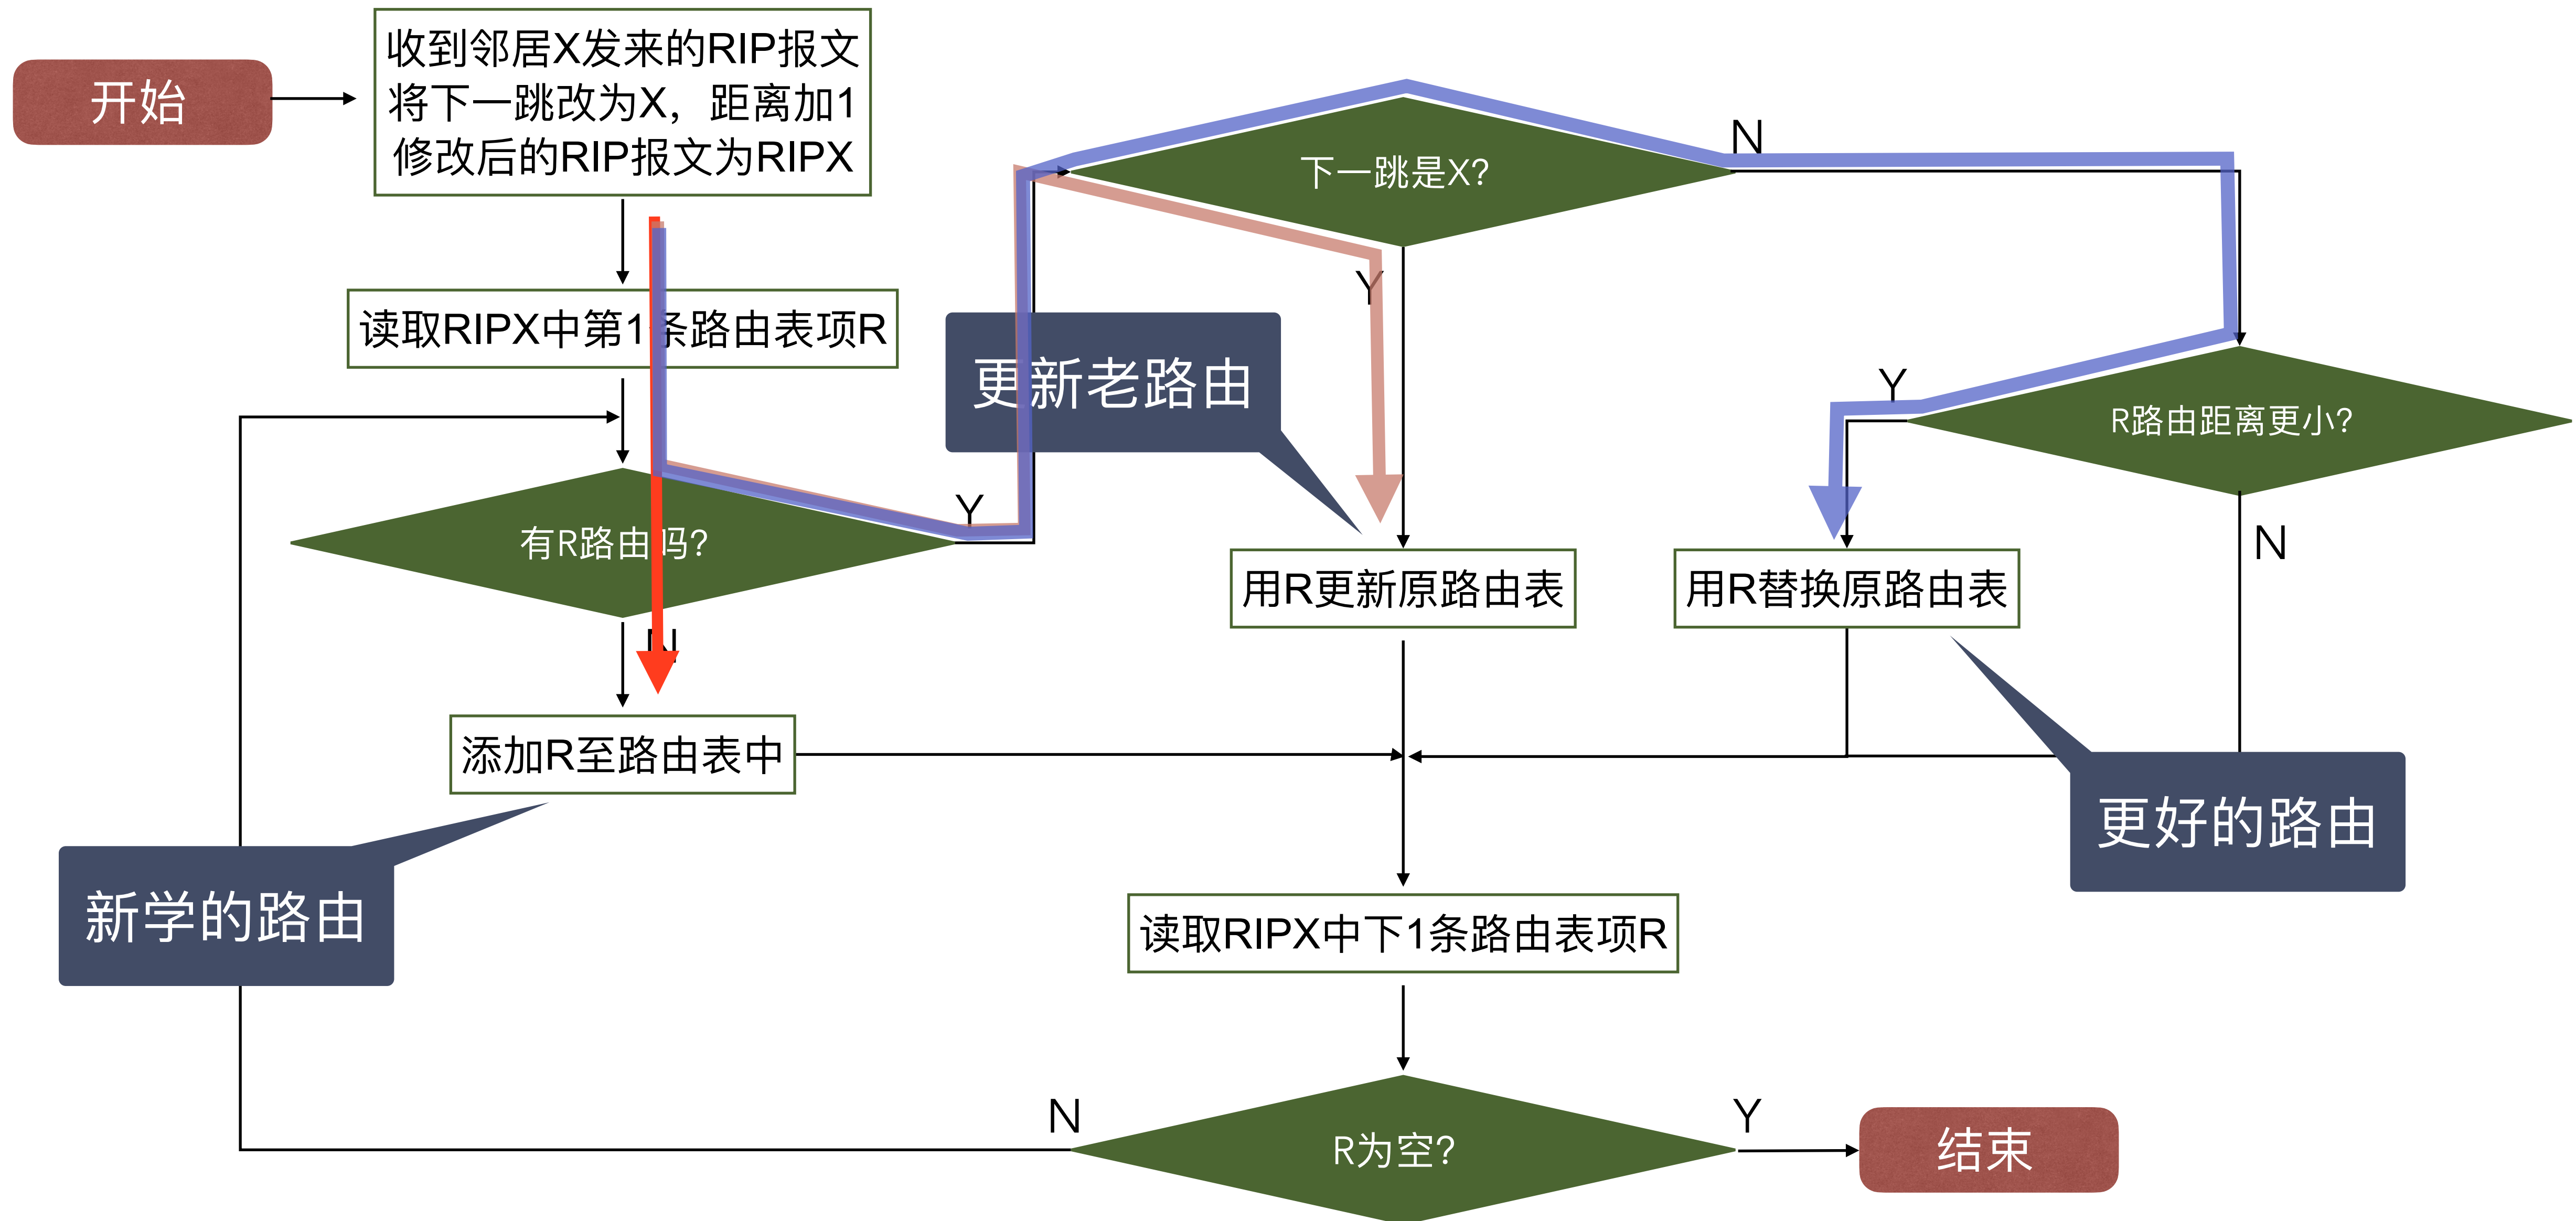 开始
收到邻居X发来的RIP报文
将下一跳改为X，距离加1
修改后的RIP报文为RIPX
读取RIPX中第1条路由表项R
有R路由吗?
Y
N
添加R至路由表中
新学的路由
下一跳是X?
N
Y
更新老路由
用R更新原路由表
R路由距离更小?
Y
N
用R替换原路由表
更好的路由
读取RIPX中下1条路由表项R
R为空?
N
Y
结束